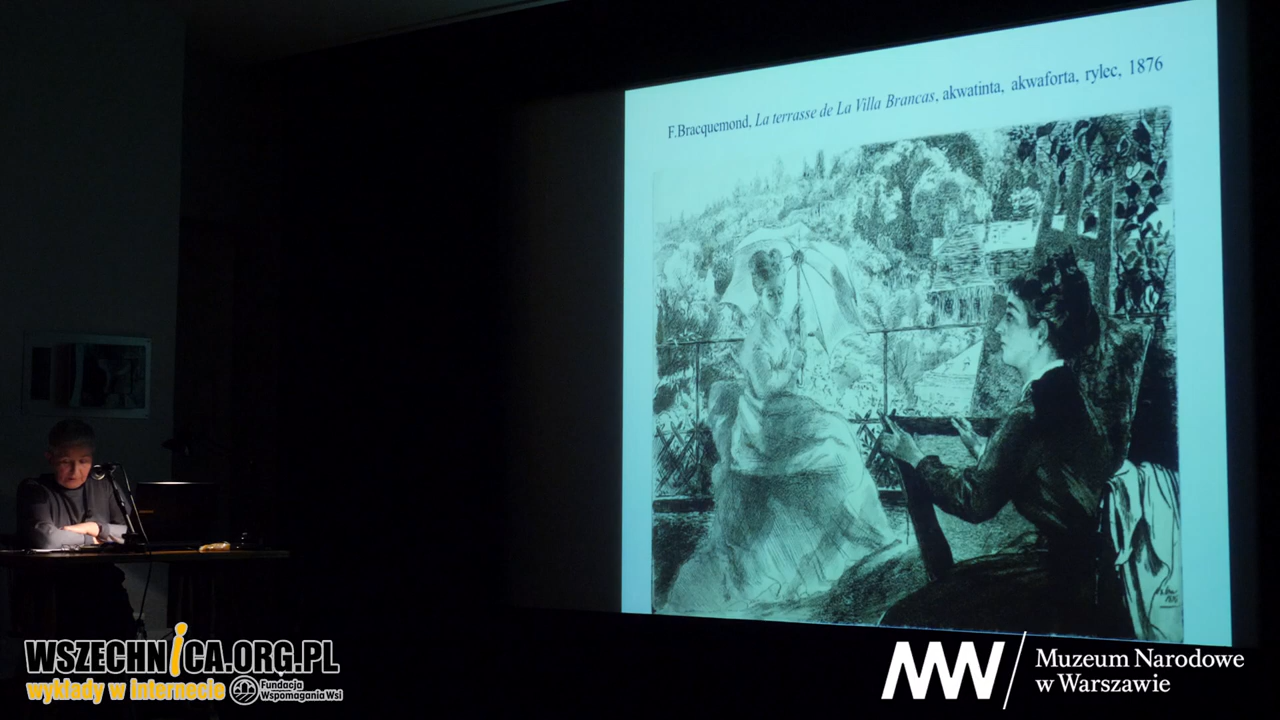 F.Bracquemond, La terrasse de La Villa Brancas, akwatinta, akwaforta, rylec, 1876
WSZECHNICA.ORG.PL
wykłady w internecie
Fundacja
Wspomagania Wsi
Muzeum Narodowe
w Warszawie